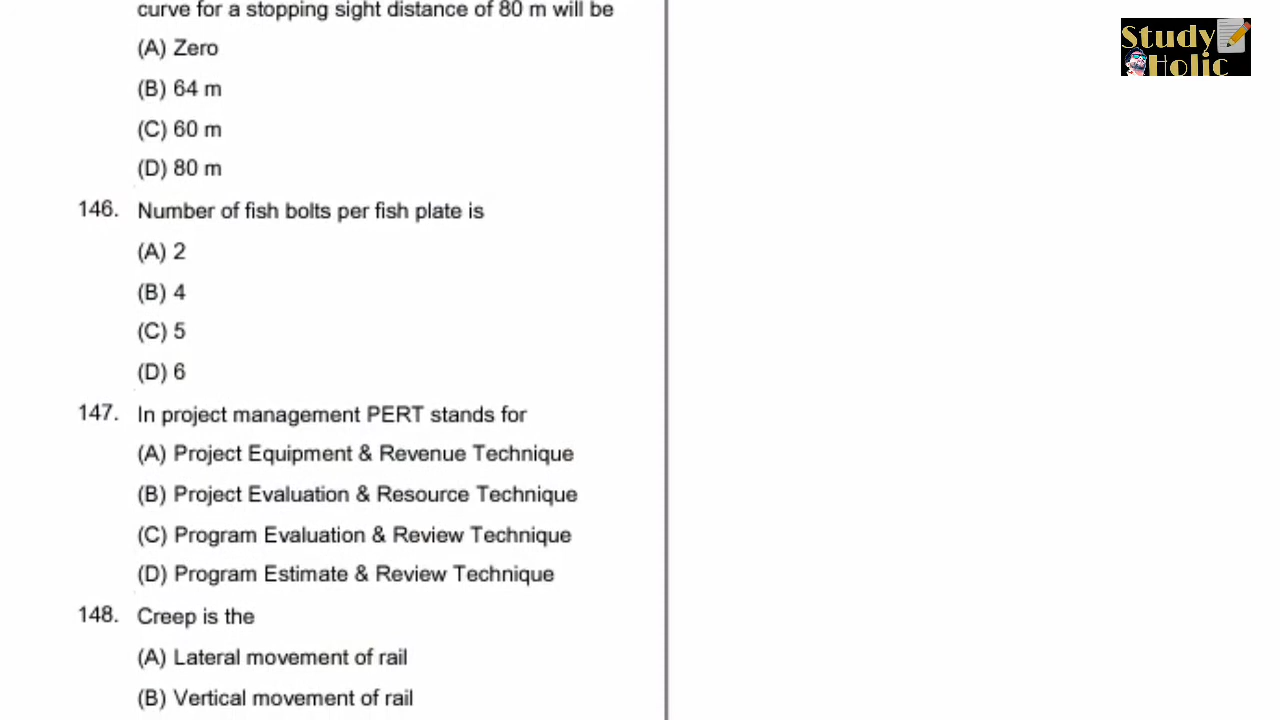 curve for a stopping sight distance of 80 m will be
(A) Zero
(B) 64 m
(C) 60 m
(D) 80 m
146. Number of fish bolts per fish plate is
(A) 2
(B) 4
(C) 5
(D) 6
147. In project management PERT stands for
(A) Project Equipment & Revenue Technique
(B) Project Evaluation & Resource Technique
(C) Program Evaluation & Review Technique
(D) Program Estimate & Review Technique
148. Creep is the
(A) Lateral movement of rail
(B) Vertical movement of rail
Study
Holic